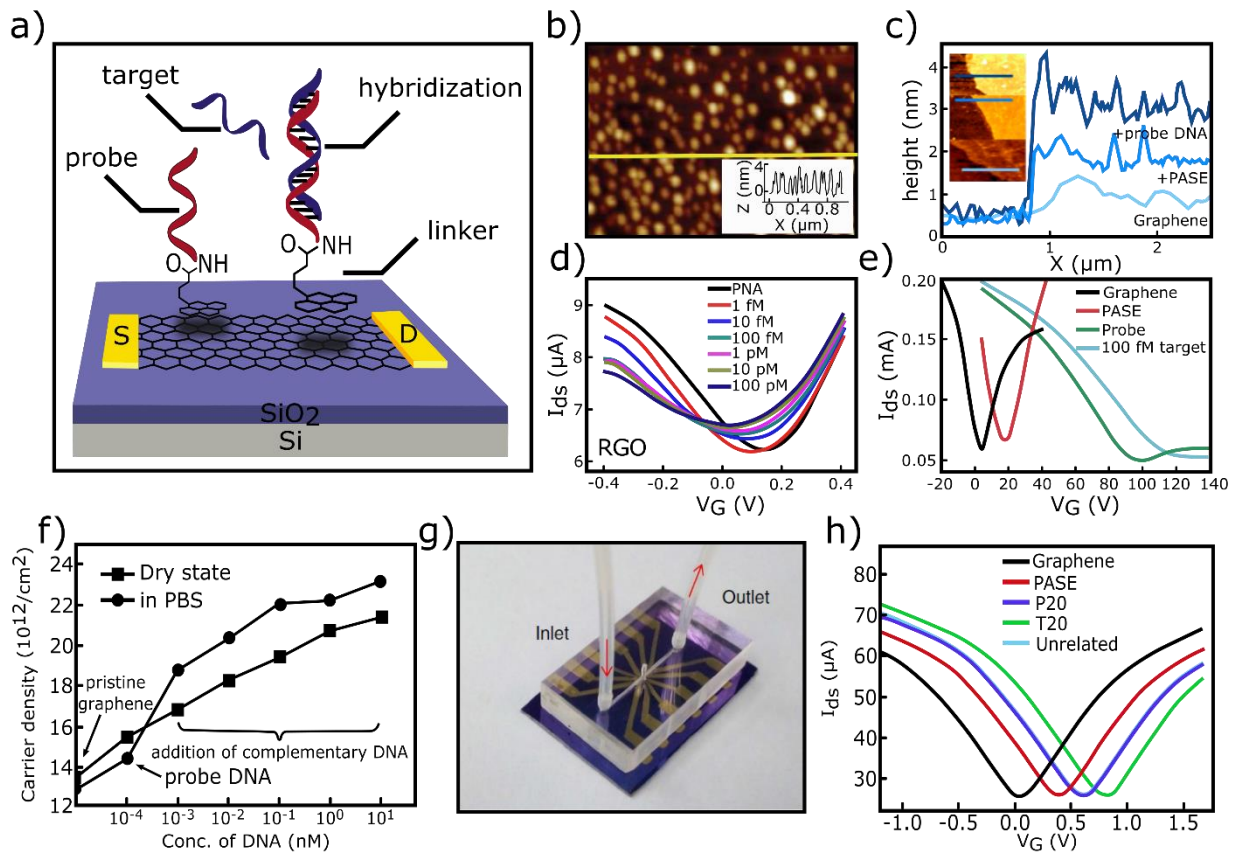 a)
target
hybridization
probe
O
NH
O
NH
linker
S
D
SiO2
Si
b)
Z (nm)
4
0
0
0.4
0.8
X (µm)
c)
height (nm)
4
3
2
1
0
+probe DNA
+PASE
Graphene
0
1
2
X (µm)
d)
Ids (µA)
9
8
7
6
PNA
1 fM
10 fM
100 fM
1 pM
10 pM
100 pM
RGO
-0.4
-0.2
0.0
0.2
0.4
VG (V)
e)
Ids (mA)
0.20
0.15
0.10
0.05
Graphene
PASE
Probe
100 fM target
-20 0 20 40 60 80 100 120 140
VG (V)
f)
Carrier density (10^12/cm2)
24
22
20
18
16
14
12
Dry state
in PBS
pristine
graphene
addition of complementary DNA
probe DNA
10^-4 10^-3 10^-2 10^-1 10^0 10^1
Conc. of DNA (nM)
g)
Inlet
Outlet
h)
Ids (µA)
80
70
60
50
40
30
Graphene
PASE
P20
T20
Unrelated
-1.0 -0.5 0.0 0.5 1.0 1.5
VG (V)